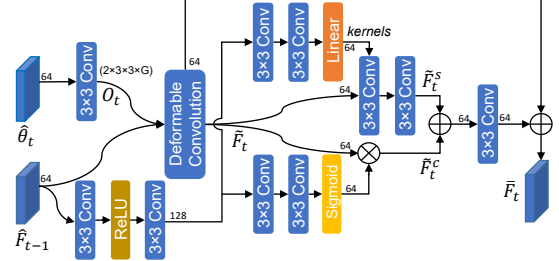 64
3×3 Conv
(2×3×3×G)
O_t
θ̂_t
64
F̂_{t-1}
3×3 Conv
ReLU
3×3 Conv
128
Deformable
Convolution
64
F̃_t
3×3 Conv
3×3 Conv
Linear
kernels
64
64
3×3 Conv
3×3 Conv
F̃_t^s
3×3 Conv
3×3 Conv
Sigmoid
64
64
F̃_t^c
64
3×3 Conv
64
F̄_t